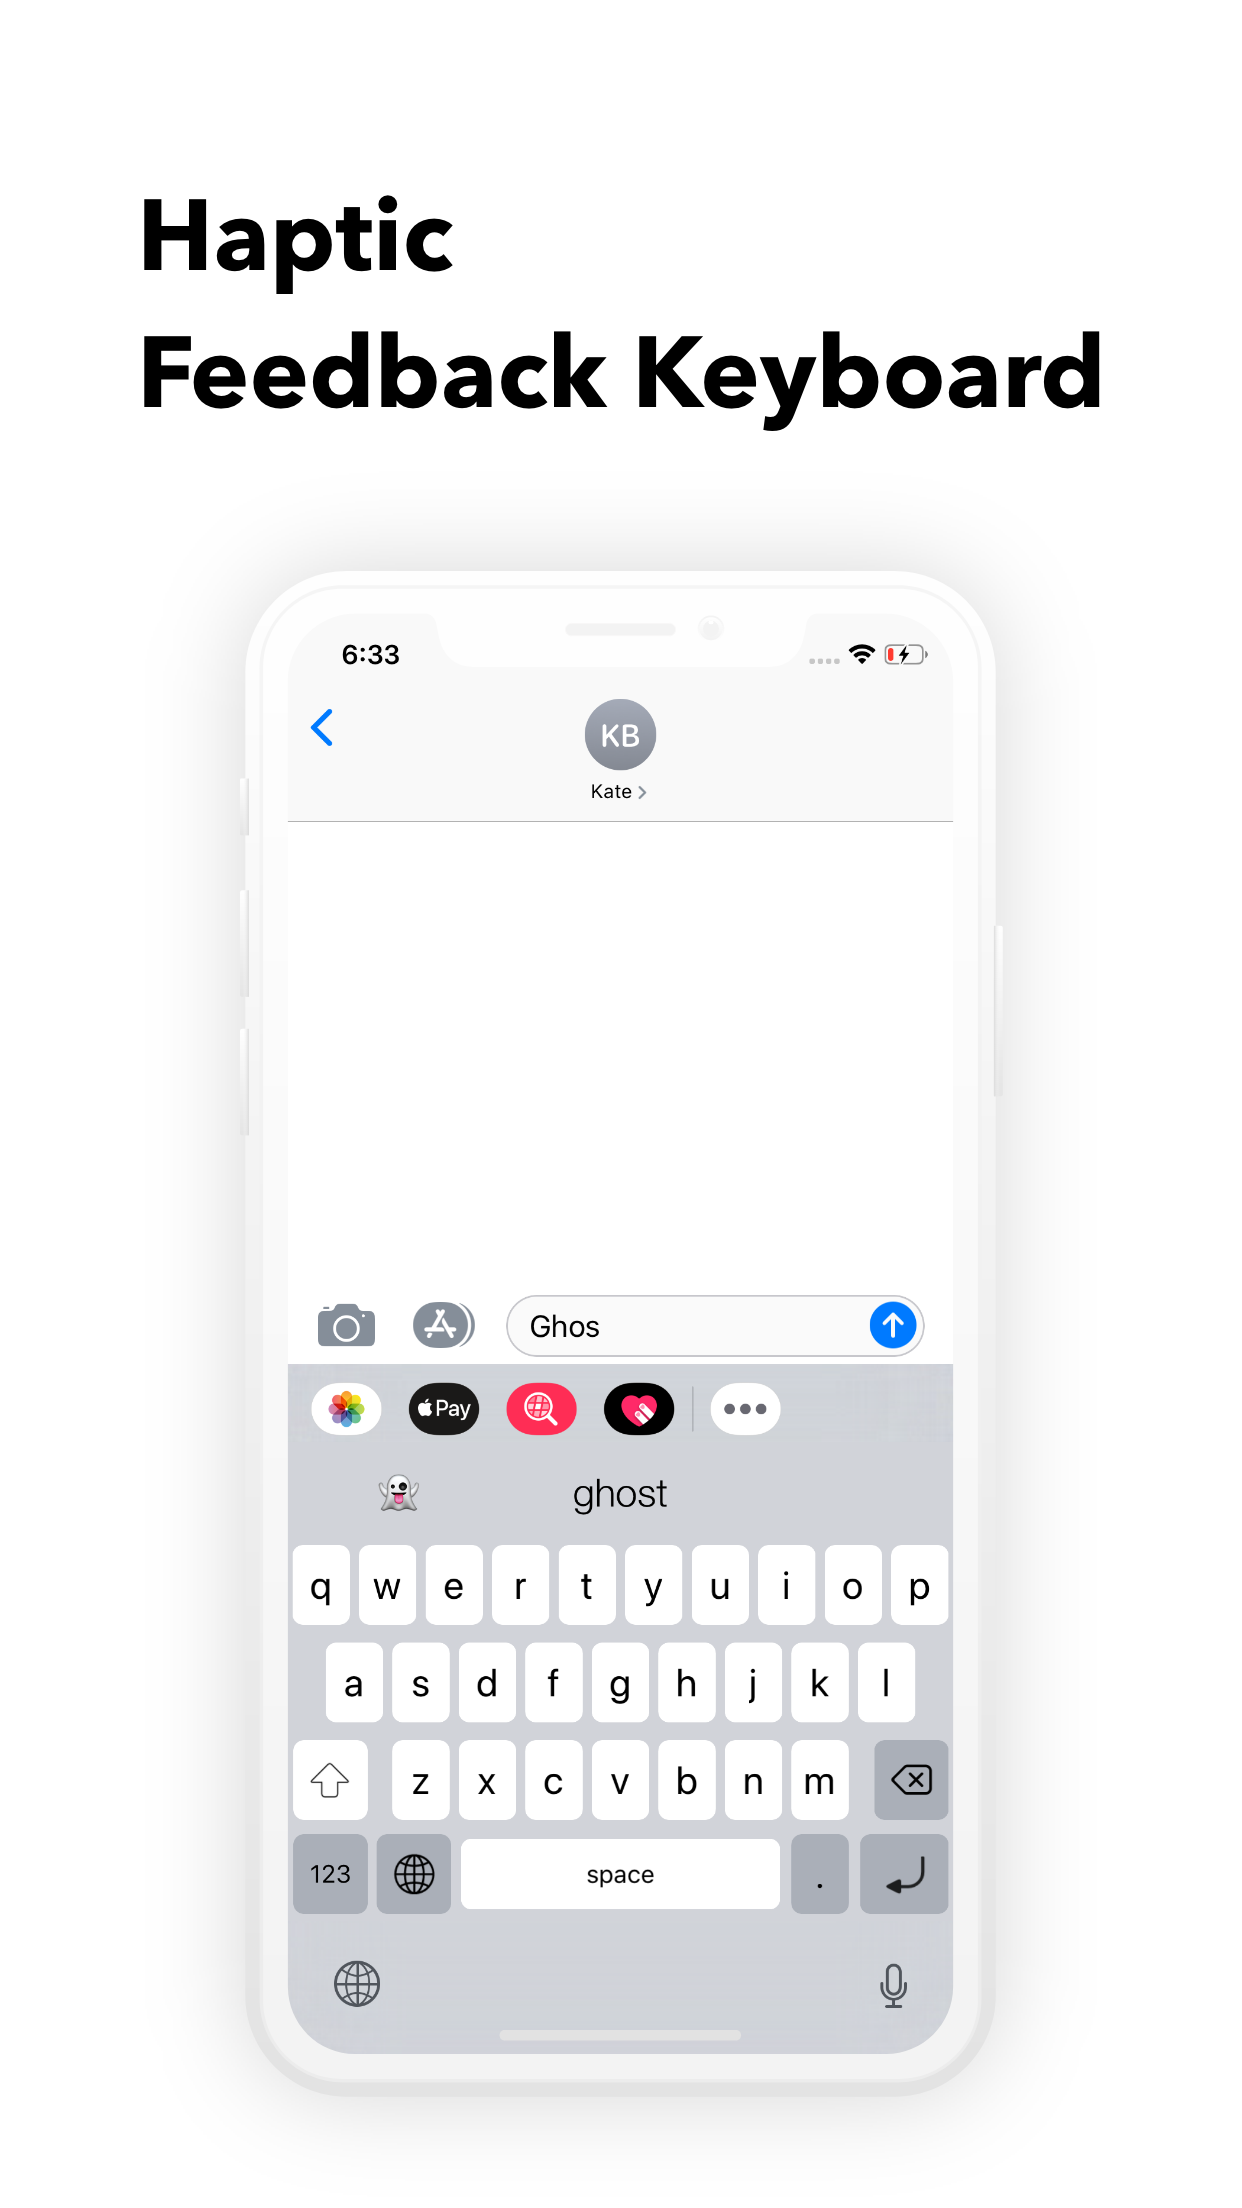 Haptic
Feedback Keyboard
6:33
KB
Kate
Ghos
Pay
ghost
q w e r t y u i o p
a s d f g h j k l
z x c v b n m
123 space .